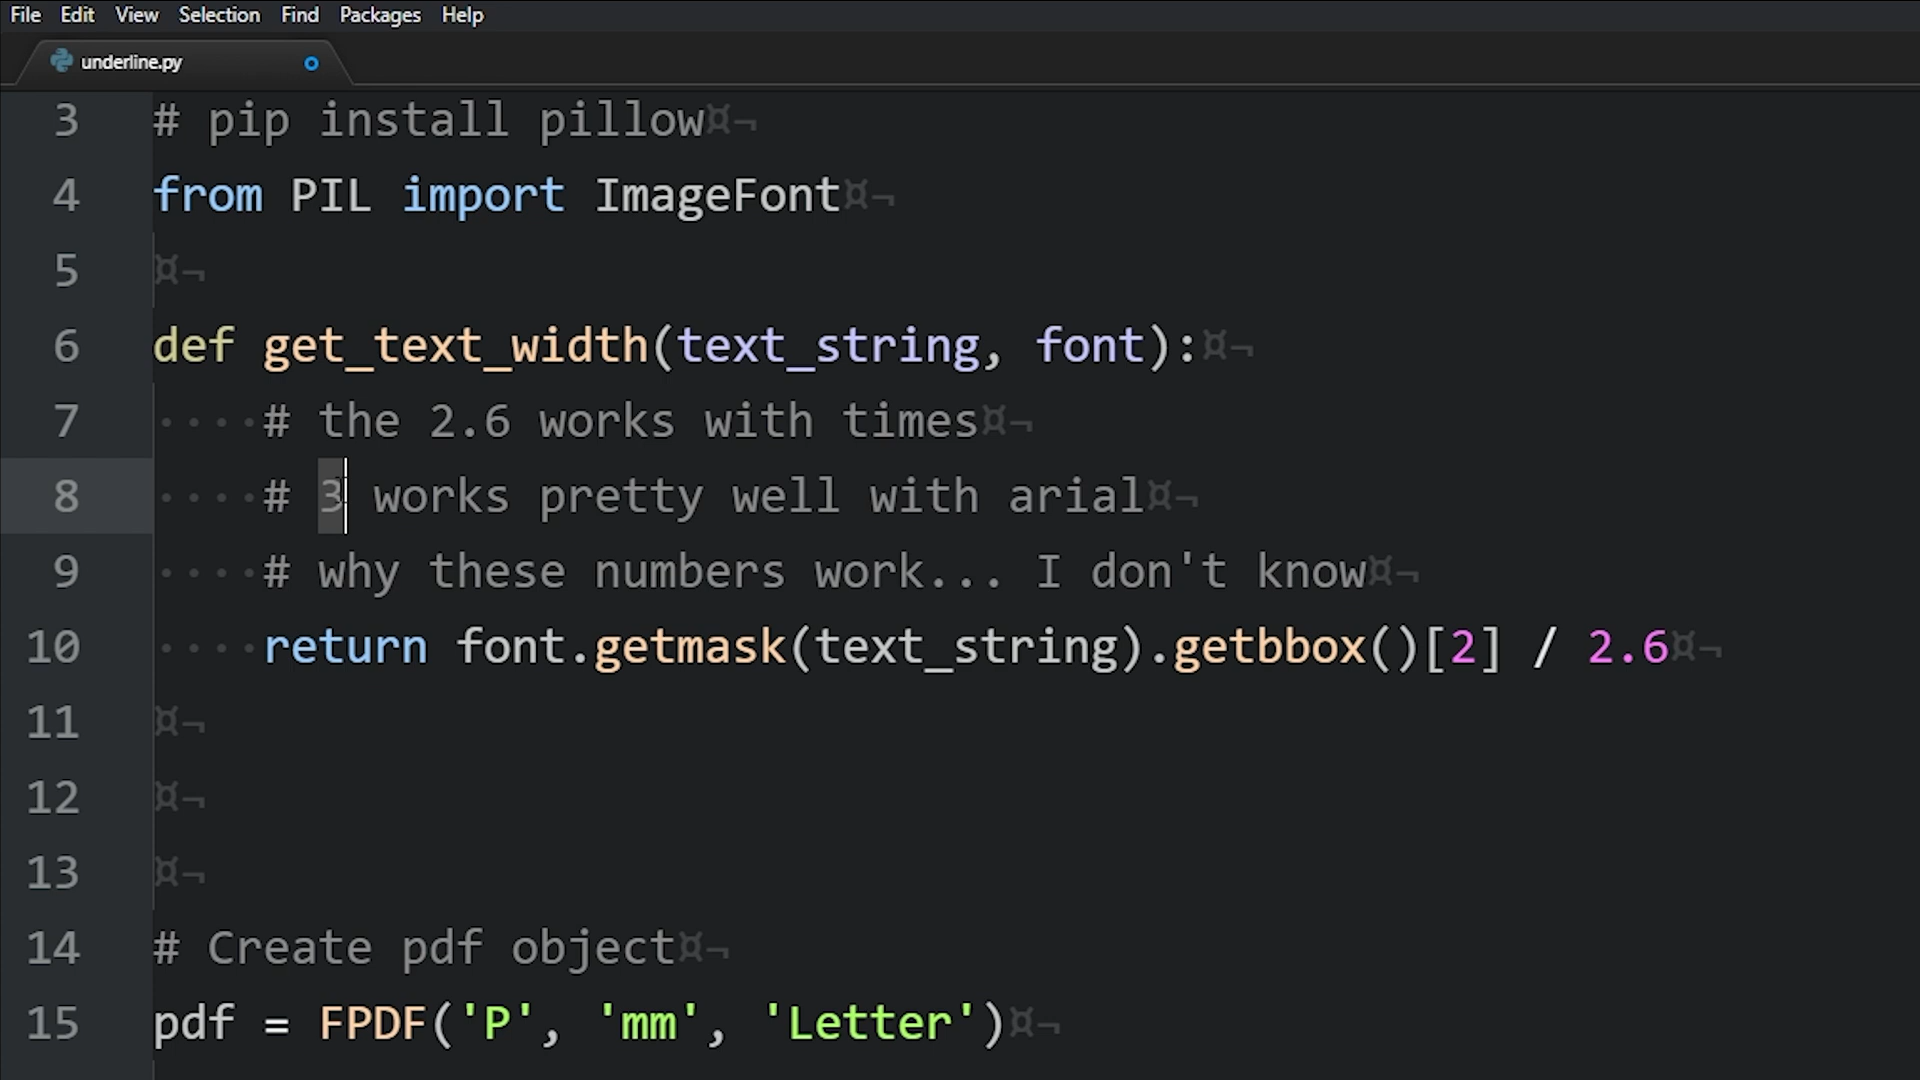 File Edit View Selection Find Packages Help
underline.py
3 # pip install pillow¤¬
4 from PIL import ImageFont¤¬
5 ¤¬
6 def get_text_width(text_string, font):¤¬
7 ····# the 2.6 works with times¤¬
8 ····# 3 works pretty well with arial¤¬
9 ····# why these numbers work... I don't know¤¬
10 ····return font.getmask(text_string).getbbox()[2] / 2.6¤¬
11 ¤¬
12 ¤¬
13 ¤¬
14 # Create pdf object¤¬
15 pdf = FPDF('P', 'mm', 'Letter')¤¬